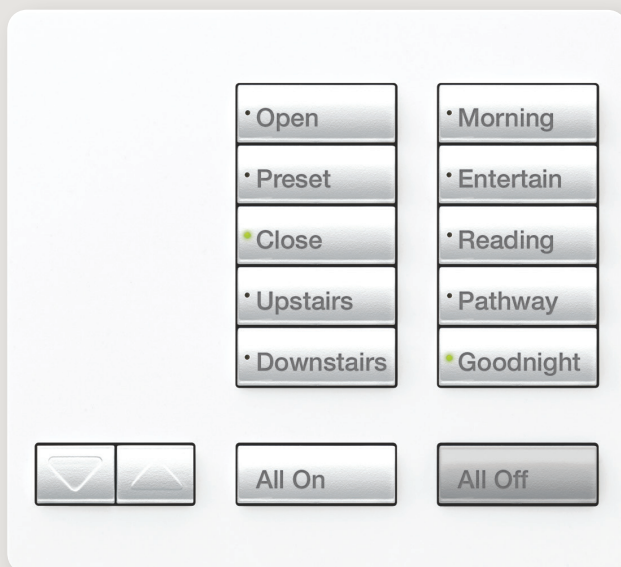 Open
Preset
Close
Upstairs
Downstairs
Morning
Entertain
Reading
Pathway
Goodnight
All On
All Off